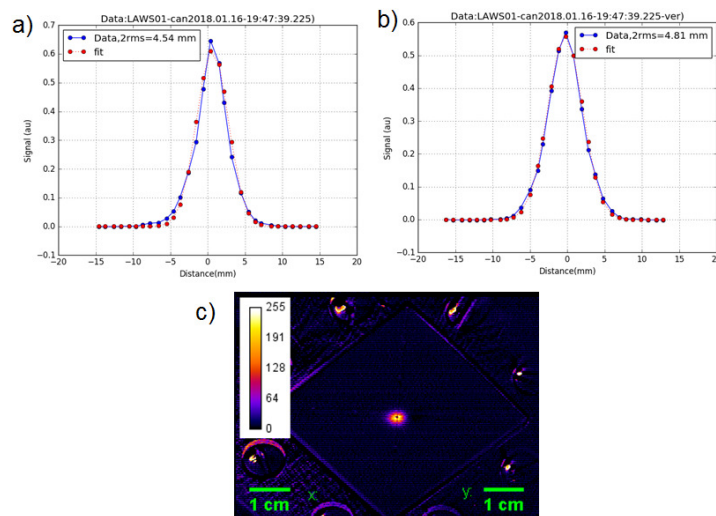 a)
Data:LAWS01-can2018.01.16-19:47:39.225)
0.7
0.6
0.5
0.4
0.3
0.2
0.1
0.0
−0.1
Signal (au)
Data,2rms=4.54 mm
fit
−20
−15
−10
−5
0
5
10
15
20
Distance(mm)
b)
Data:LAWS01-can2018.01.16-19:47:39.225-ver)
0.6
0.5
0.4
0.3
0.2
0.1
0.0
−0.1
Signal (au)
Data,2rms=4.81 mm
fit
−20
−15
−10
−5
0
5
10
15
20
Distance(mm)
c)
255
191
128
64
0
1 cm
x:
y:
1 cm